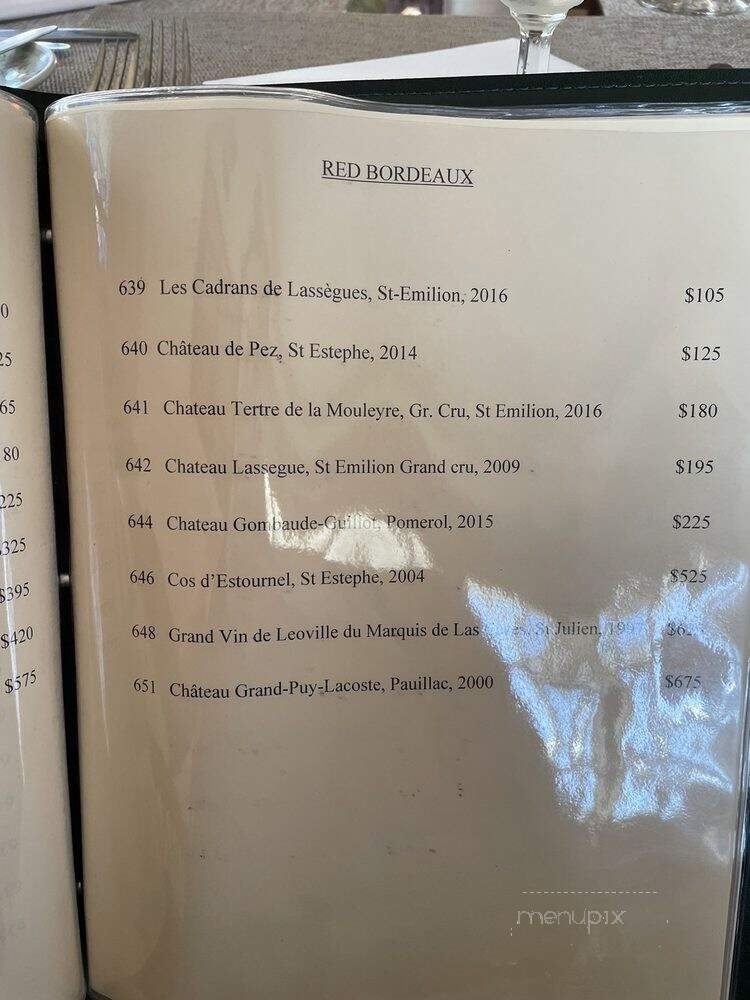 RED BORDEAUX
639 Les Cadrans de Lassègues, St-Emilion, 2016 $105
640 Château de Pez, St Estephe, 2014 $125
641 Chateau Tertre de la Mouleyre, Gr. Cru, St Emilion, 2016 $180
642 Chateau Lassegue, St Emilion Grand cru, 2009 $195
644 Chateau Gombaude-Guillot, Pomerol, 2015 $225
646 Cos d'Estournel, St Estephe, 2004 $525
648 Grand Vin de Leoville du Marquis de Las St Julien,
651 Château Grand-Puy-Lacoste, Pauillac, 2000 $675
$395
$420
$575
menupix